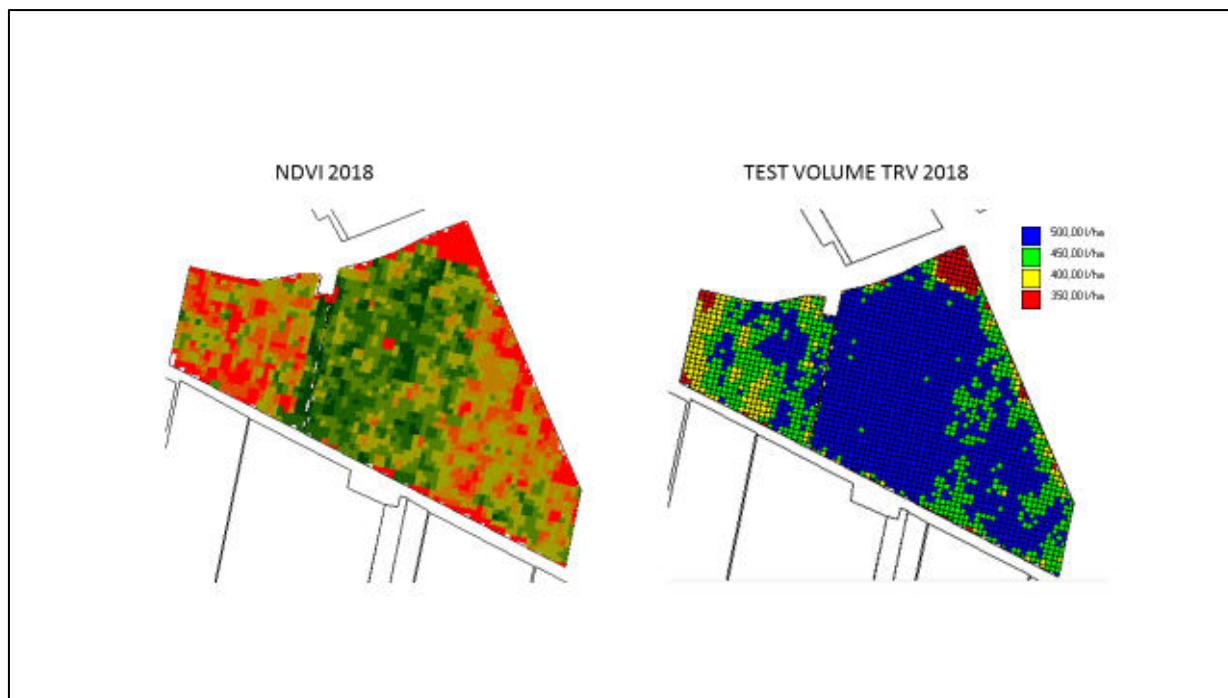 NDVI 2018
TEST VOLUME TRV 2018
500,00 l/ha
450,00 l/ha
400,00 l/ha
350,00 l/ha